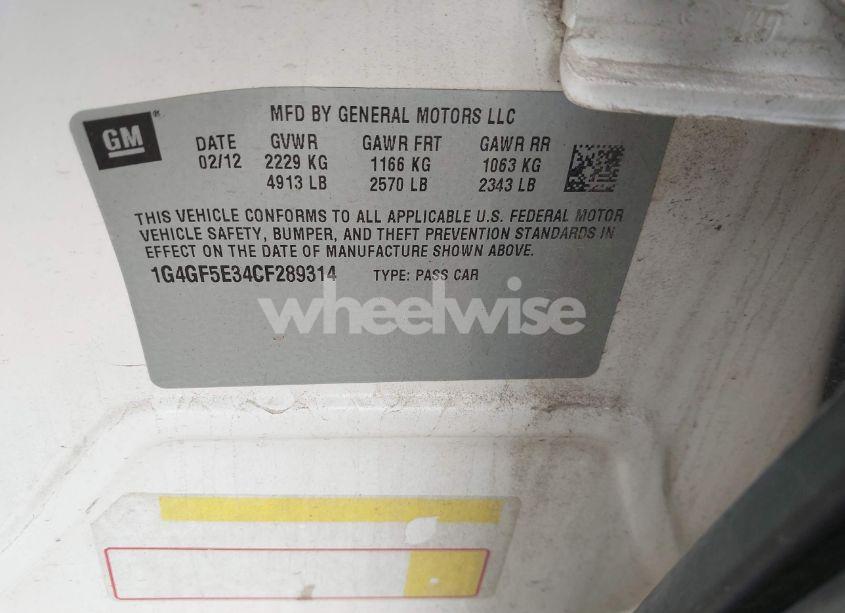 MFD BY GENERAL MOTORS LLC
GM®
DATE GVWR GAWR FRT GAWR RR
02/12 2229 KG 1166 KG 1063 KG
4913 LB 2570 LB 2343 LB
THIS VEHICLE CONFORMS TO ALL APPLICABLE U.S. FEDERAL MOTOR
VEHICLE SAFETY, BUMPER, AND THEFT PREVENTION STANDARDS IN
EFFECT ON THE DATE OF MANUFACTURE SHOWN ABOVE.
1G4GF5E34CF289314 TYPE: PASS CAR
wheelwise